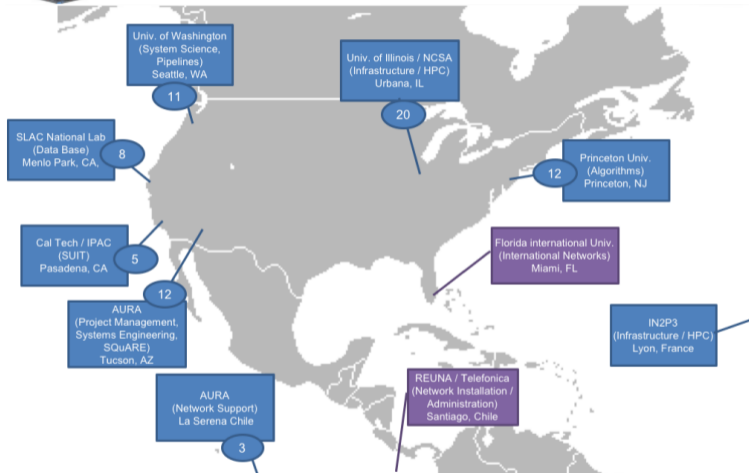 Univ. of Washington
(System Science,
Pipelines)
Seattle, WA
11
Univ. of Illinois / NCSA
(Infrastructure / HPC)
Urbana, IL
20
SLAC National Lab
(Data Base)
Menlo Park, CA,
8
Princeton Univ.
(Algorithms)
Princeton, NJ
12
Cal Tech / IPAC
(SUIT)
Pasadena, CA
5
Florida international Univ.
(International Networks)
Miami, FL
12
AURA
(Project Management,
Systems Engineering,
SQuARE)
Tucson, AZ
IN2P3
(Infrastructure / HPC)
Lyon, France
AURA
(Network Support)
La Serena Chile
3
REUNA / Telefonica
(Network Installation /
Administration)
Santiago, Chile